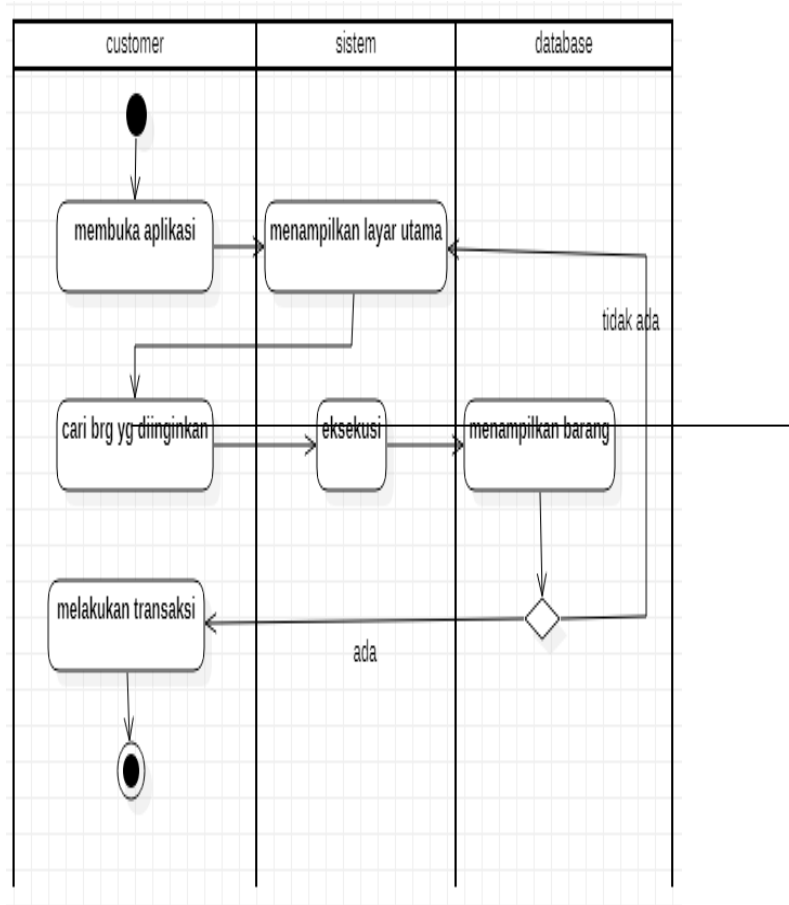 customer
sistem
database
membuka aplikasi
menampilkan layar utama
tidak ada
cari brg yg diinginkan
eksekusi
menampilkan barang
melakukan transaksi
ada